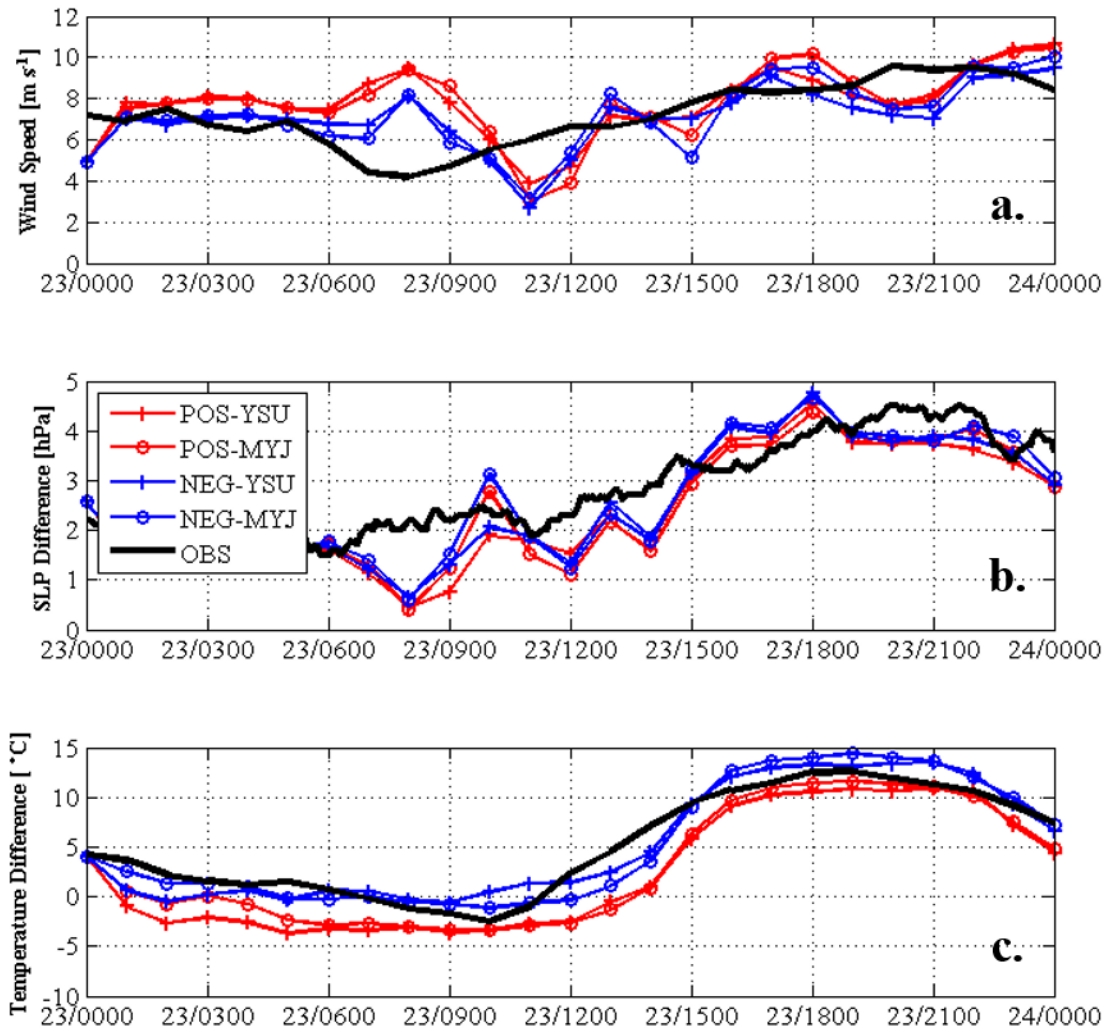 Wind Speed [m s⁻¹]
12
10
8
6
4
2
0
a.
23/0000 23/0300 23/0600 23/0900 23/1200 23/1500 23/1800 23/2100 24/0000
SLP Difference [hPa]
5
4
3
2
1
0
POS-YSU
POS-MYJ
NEG-YSU
NEG-MYJ
OBS
b.
23/0000 23/0300 23/0600 23/0900 23/1200 23/1500 23/1800 23/2100 24/0000
Temperature Difference [ °C]
15
10
5
0
-5
-10
c.
23/0000 23/0300 23/0600 23/0900 23/1200 23/1500 23/1800 23/2100 24/0000